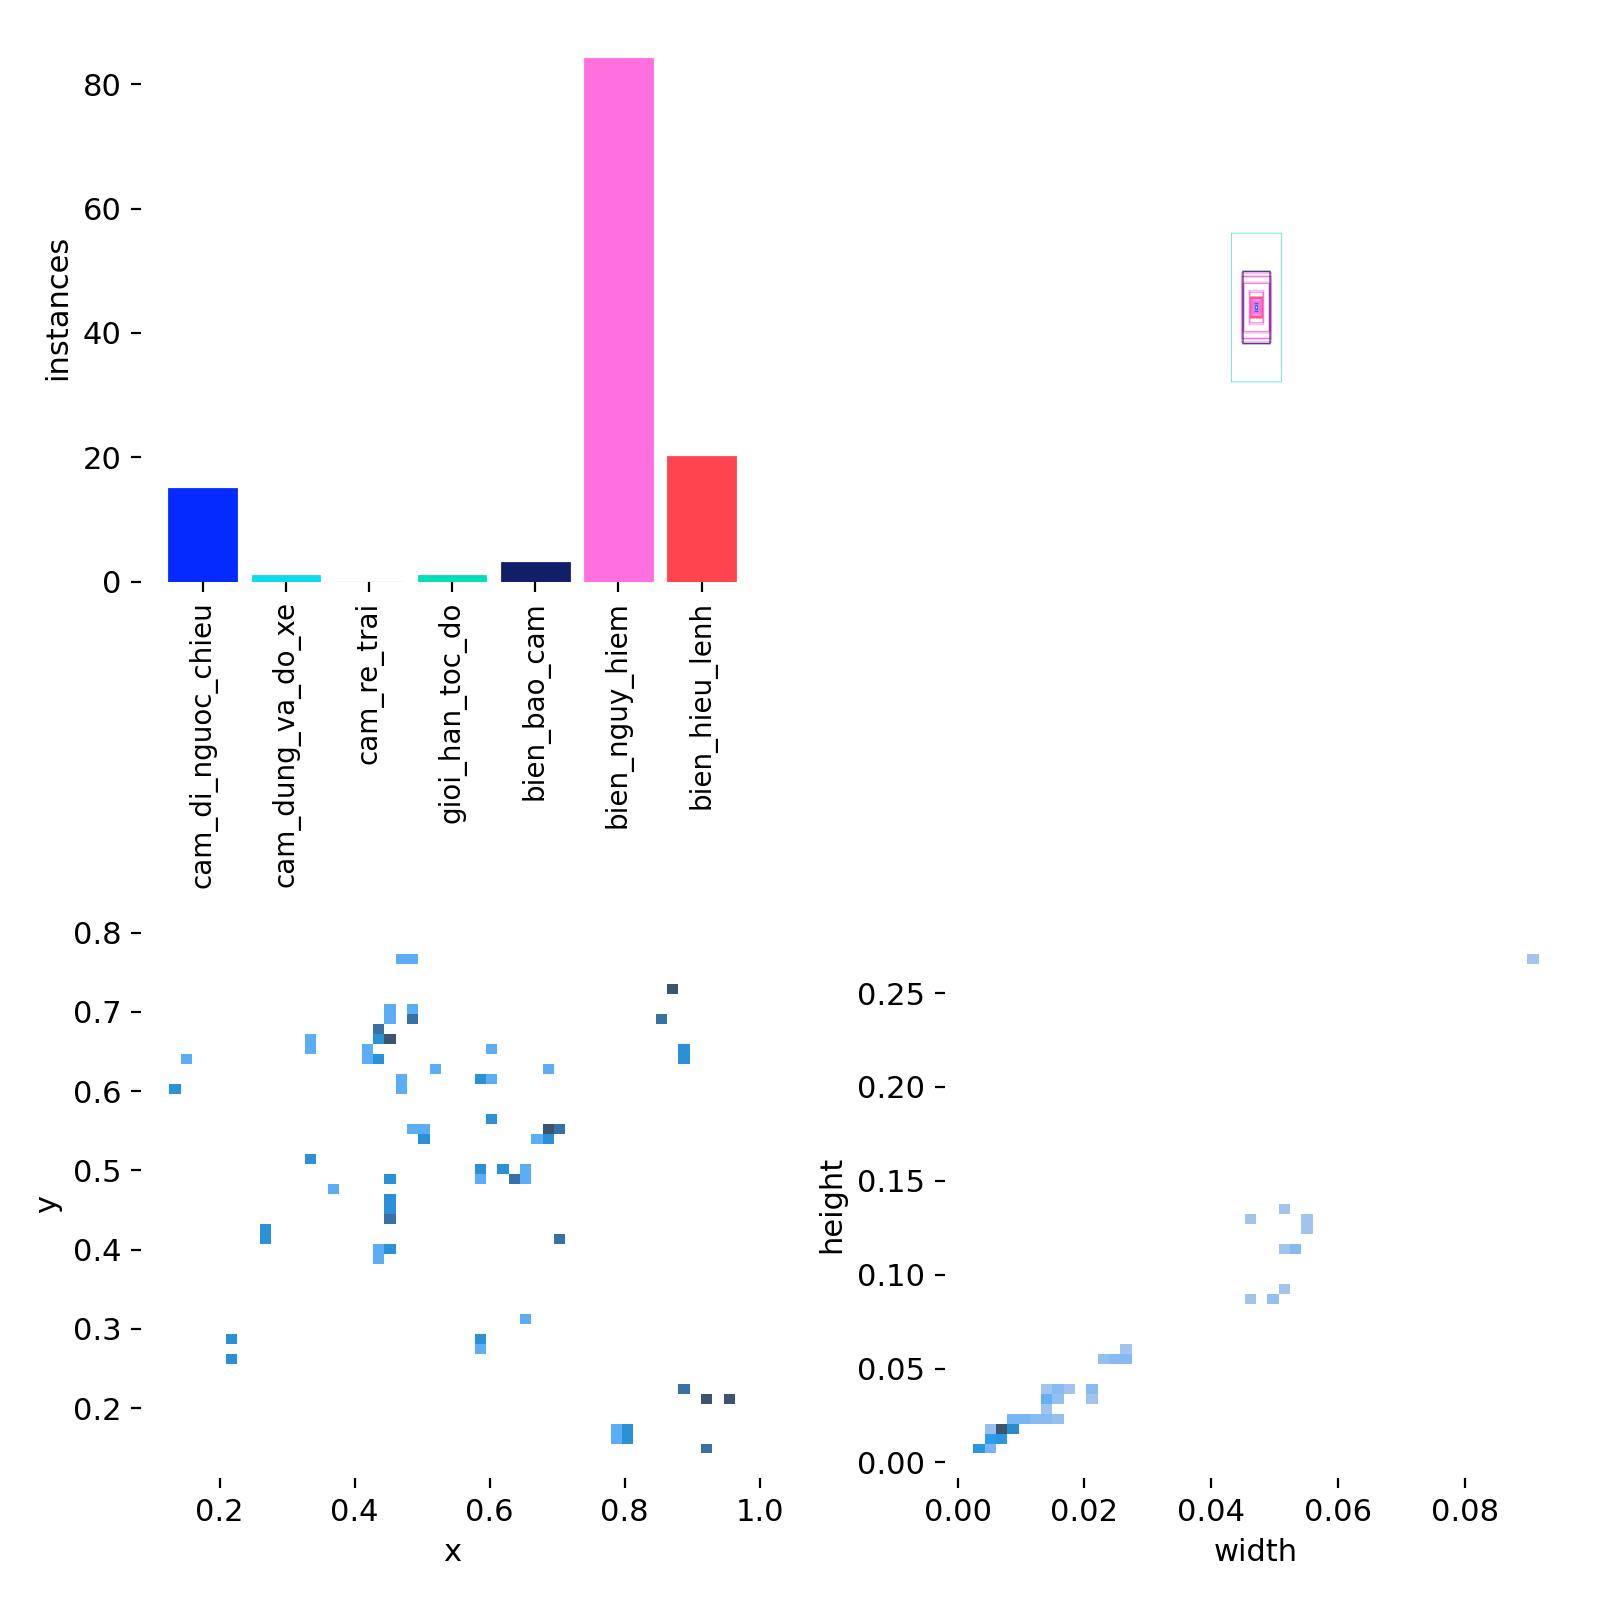 80
60
40
20
0
instances
cam_di_nguoc_chieu
cam_dung_va_do_xe
cam_re_trai
gioi_han_toc_do
bien_bao_cam
bien_nguy_hiem
bien_hieu_lenh
0.8
0.7
0.6
0.5
0.4
0.3
0.2
y
0.2 0.4 0.6 0.8 1.0
x
0.25
0.20
0.15
0.10
0.05
0.00
height
0.00 0.02 0.04 0.06 0.08
width